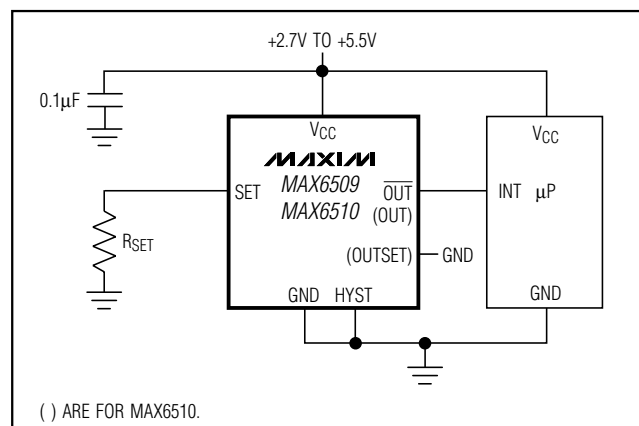 +2.7V TO +5.5V
0.1μF
VCC
VCC
MAXIM
MAX6509
MAX6510
SET
OUT
(OUT)
INT μP
RSET
(OUTSET) GND
GND HYST
GND
( ) ARE FOR MAX6510.